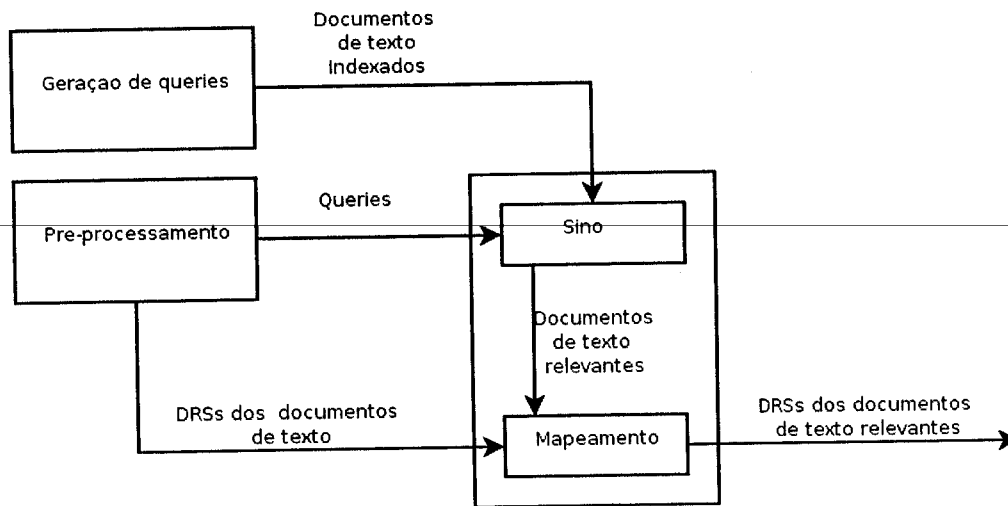 Documentos
de texto
indexados
Geraçao de queries
Queries
Pre-processamento
Sino
Documentos
de texto
relevantes
DRSs dos documentos
de texto
Mapeamento
DRSs dos documentos
de texto relevantes